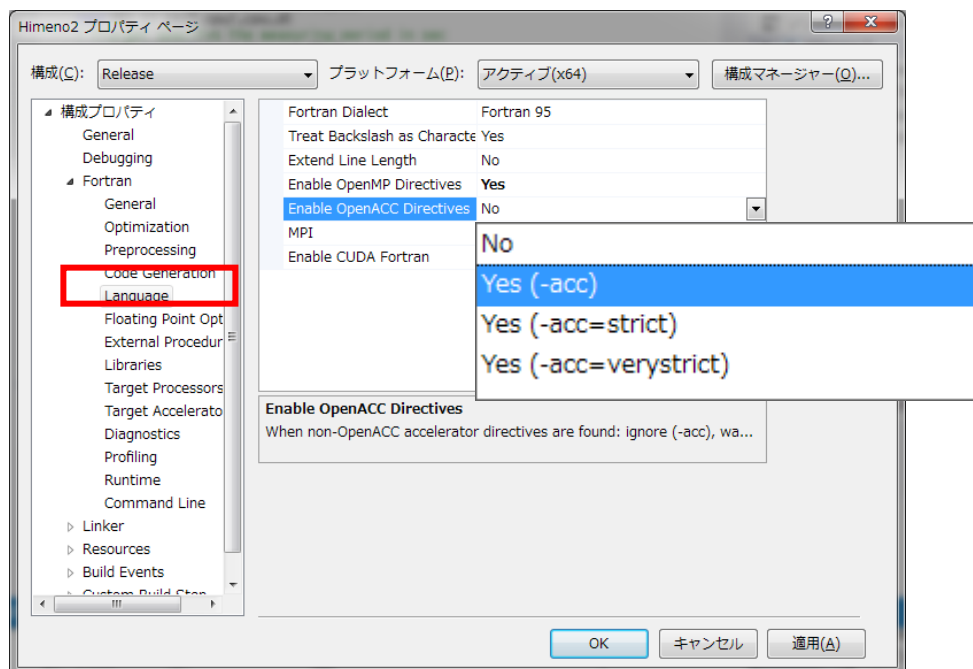 Himeno2 プロパティ ページ
構成(C): Release プラットフォーム(P): アクティブ(x64) 構成マネージャー(O)...
構成プロパティ
General
Debugging
Fortran
General
Optimization
Preprocessing
Code Generation
Language
Floating Point Opt
External Procedur
Libraries
Target Processors
Target Accelerato
Diagnostics
Profiling
Runtime
Command Line
Linker
Resources
Build Events
Custom Build Step
Fortran Dialect Fortran 95
Treat Backslash as Characte Yes
Extend Line Length No
Enable OpenMP Directives Yes
Enable OpenACC Directives No
MPI
Enable CUDA Fortran
No
Yes (-acc)
Yes (-acc=strict)
Yes (-acc=verystrict)
Enable OpenACC Directives
When non-OpenACC accelerator directives are found: ignore (-acc), wa...
OK キャンセル 適用(A)